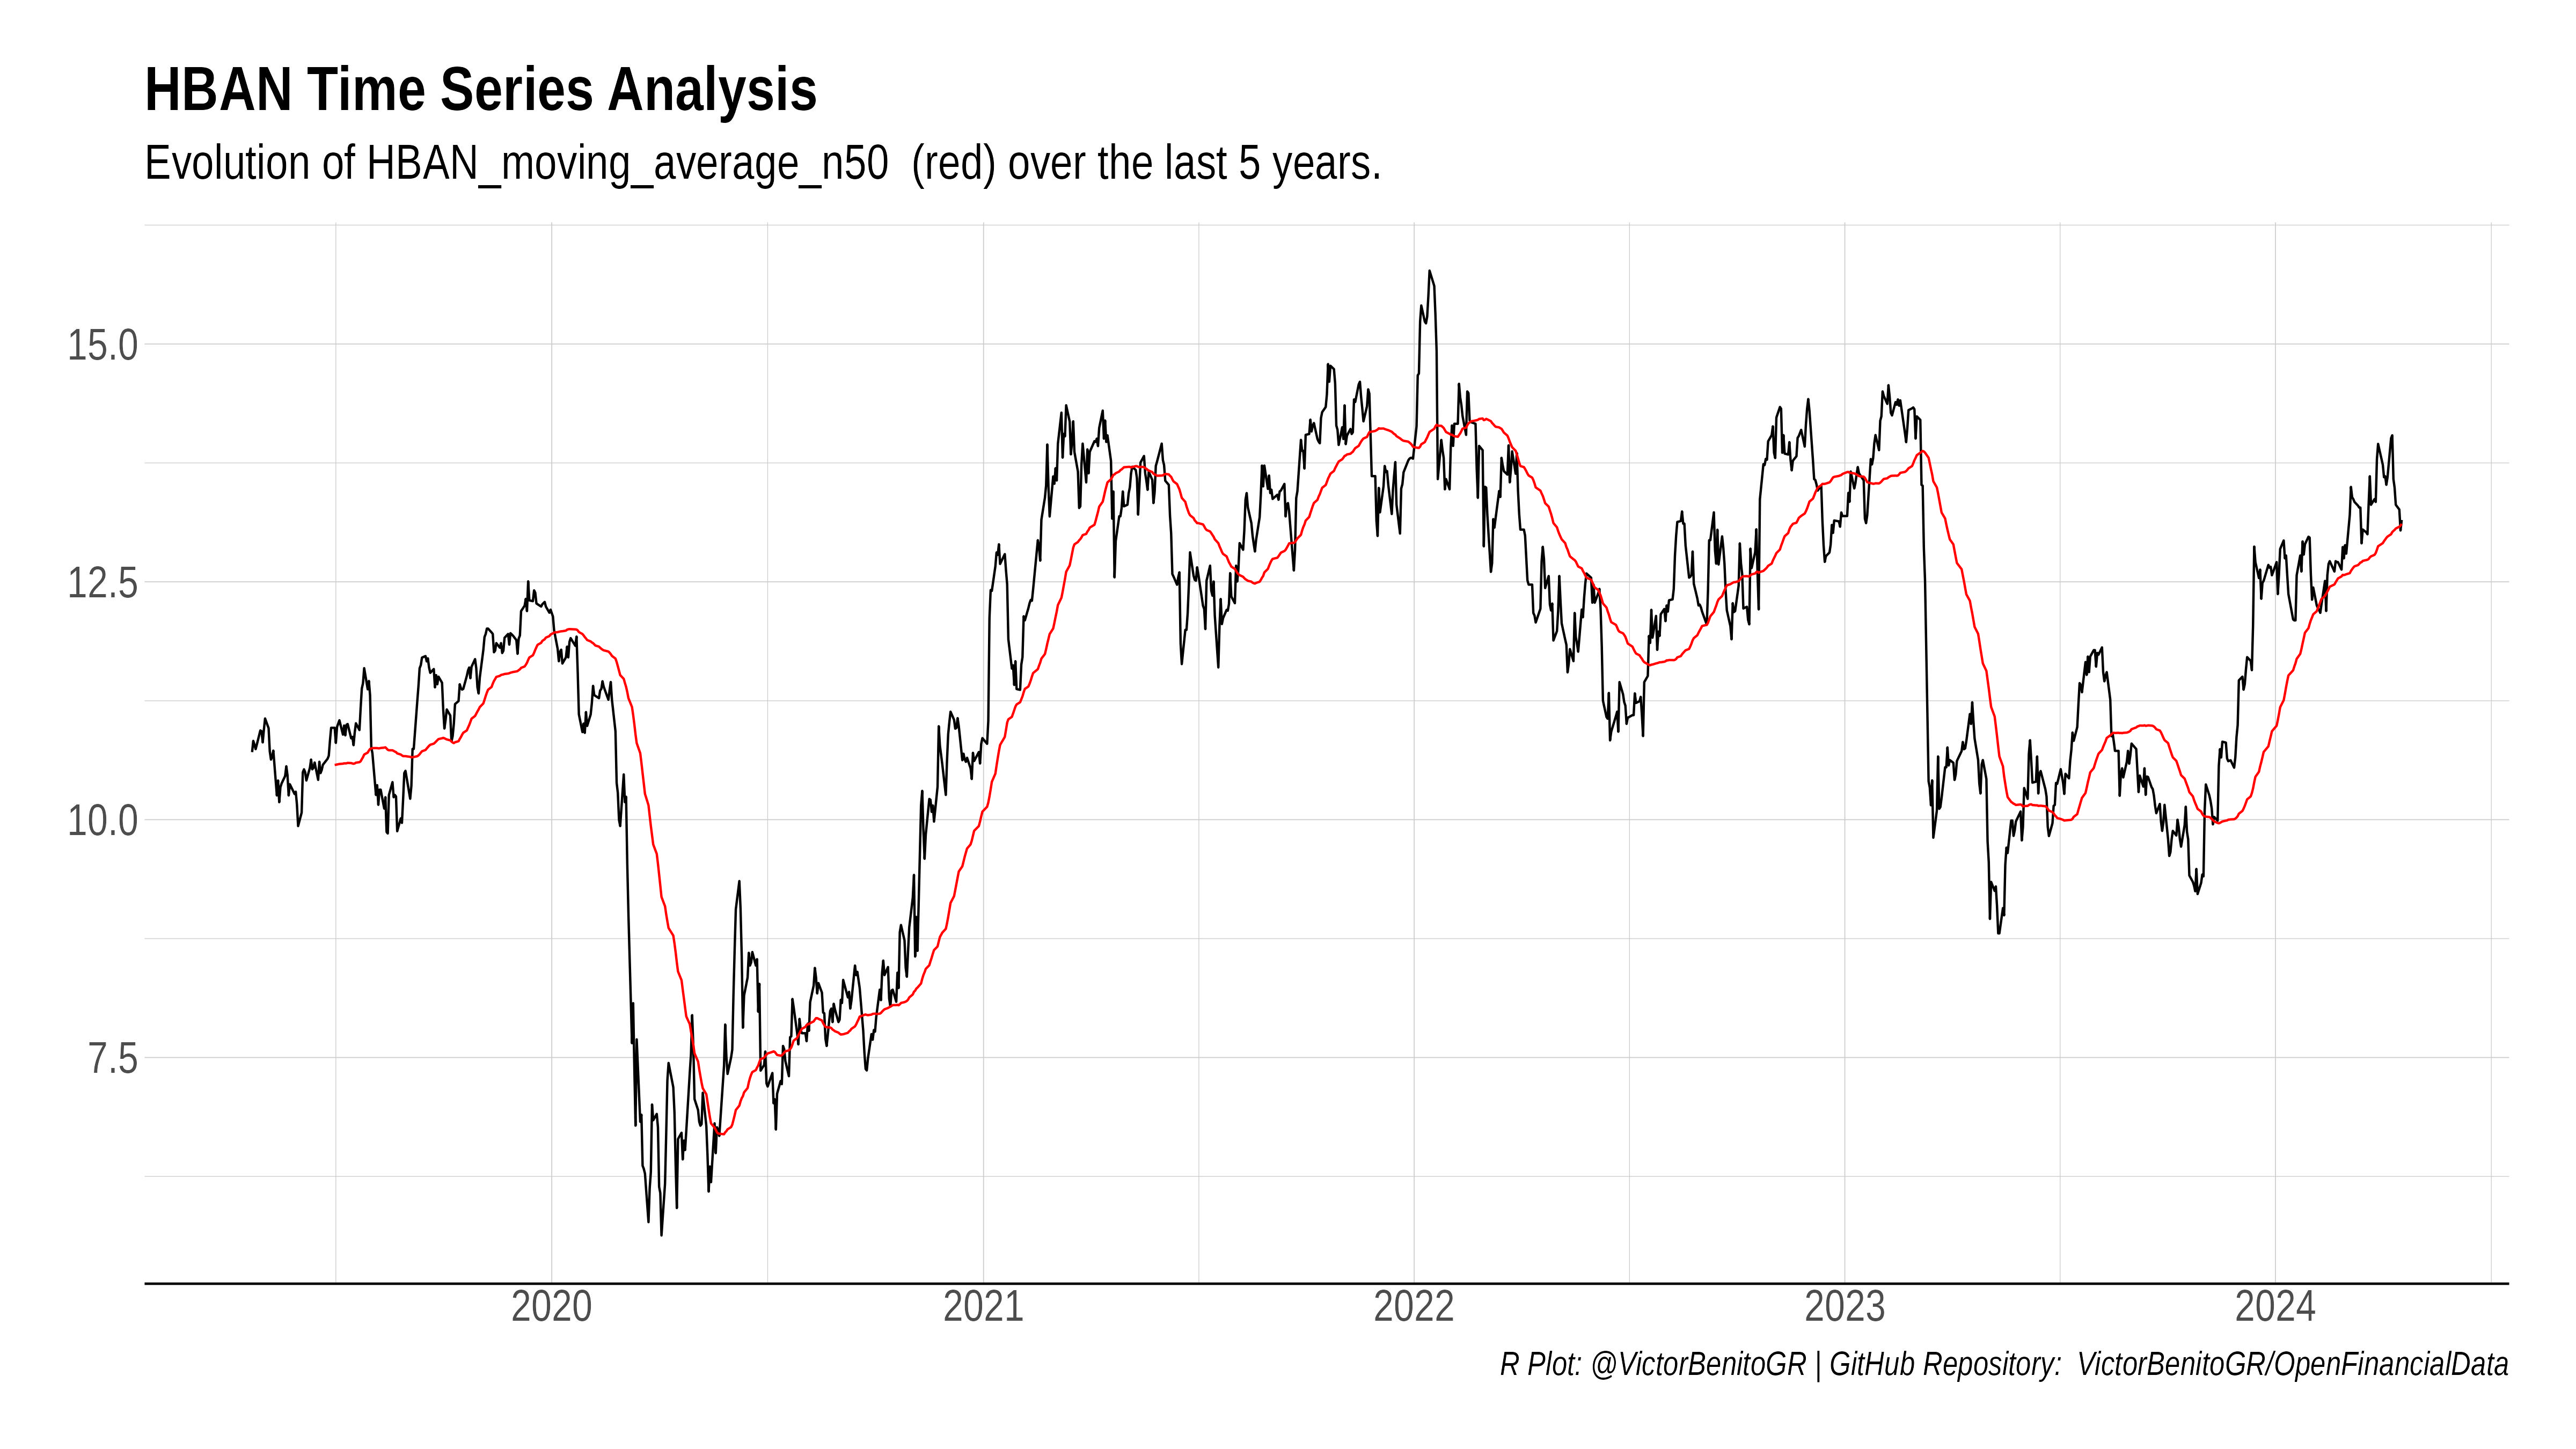 HBAN Time Series Analysis
Evolution of HBAN_moving_average_n50  (red) over the last 5 years.
15.0
12.5
10.0
7.5
2020 2021 2022 2023 2024
R Plot: @VictorBenitoGR | GitHub Repository:  VictorBenitoGR/OpenFinancialData